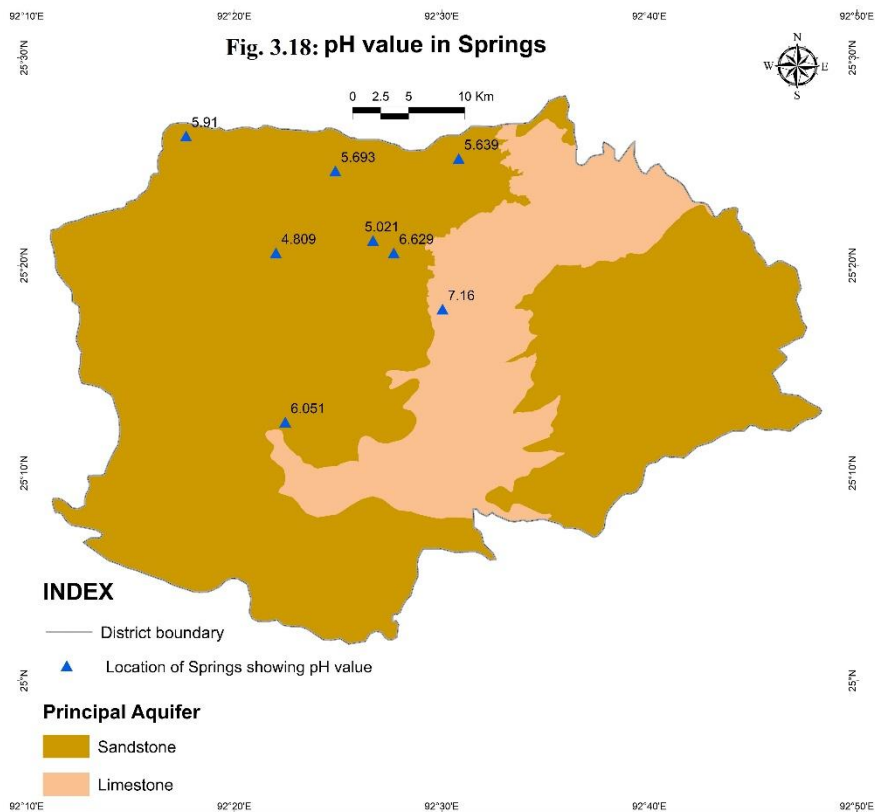 92°10'E 92°20'E 92°30'E 92°40'E 92°50'E
Fig. 3.18: pH value in Springs
N
W E
S
25°30'N 25°30'N
0 2.5 5 10 Km
5.91
5.693
5.639
5.021
4.809
6.629
25°20'N 25°20'N
7.16
6.051
25°10'N 25°10'N
INDEX
District boundary
Location of Springs showing pH value
25°N 25°N
Principal Aquifer
Sandstone
Limestone
92°10'E 92°20'E 92°30'E 92°40'E 92°50'E